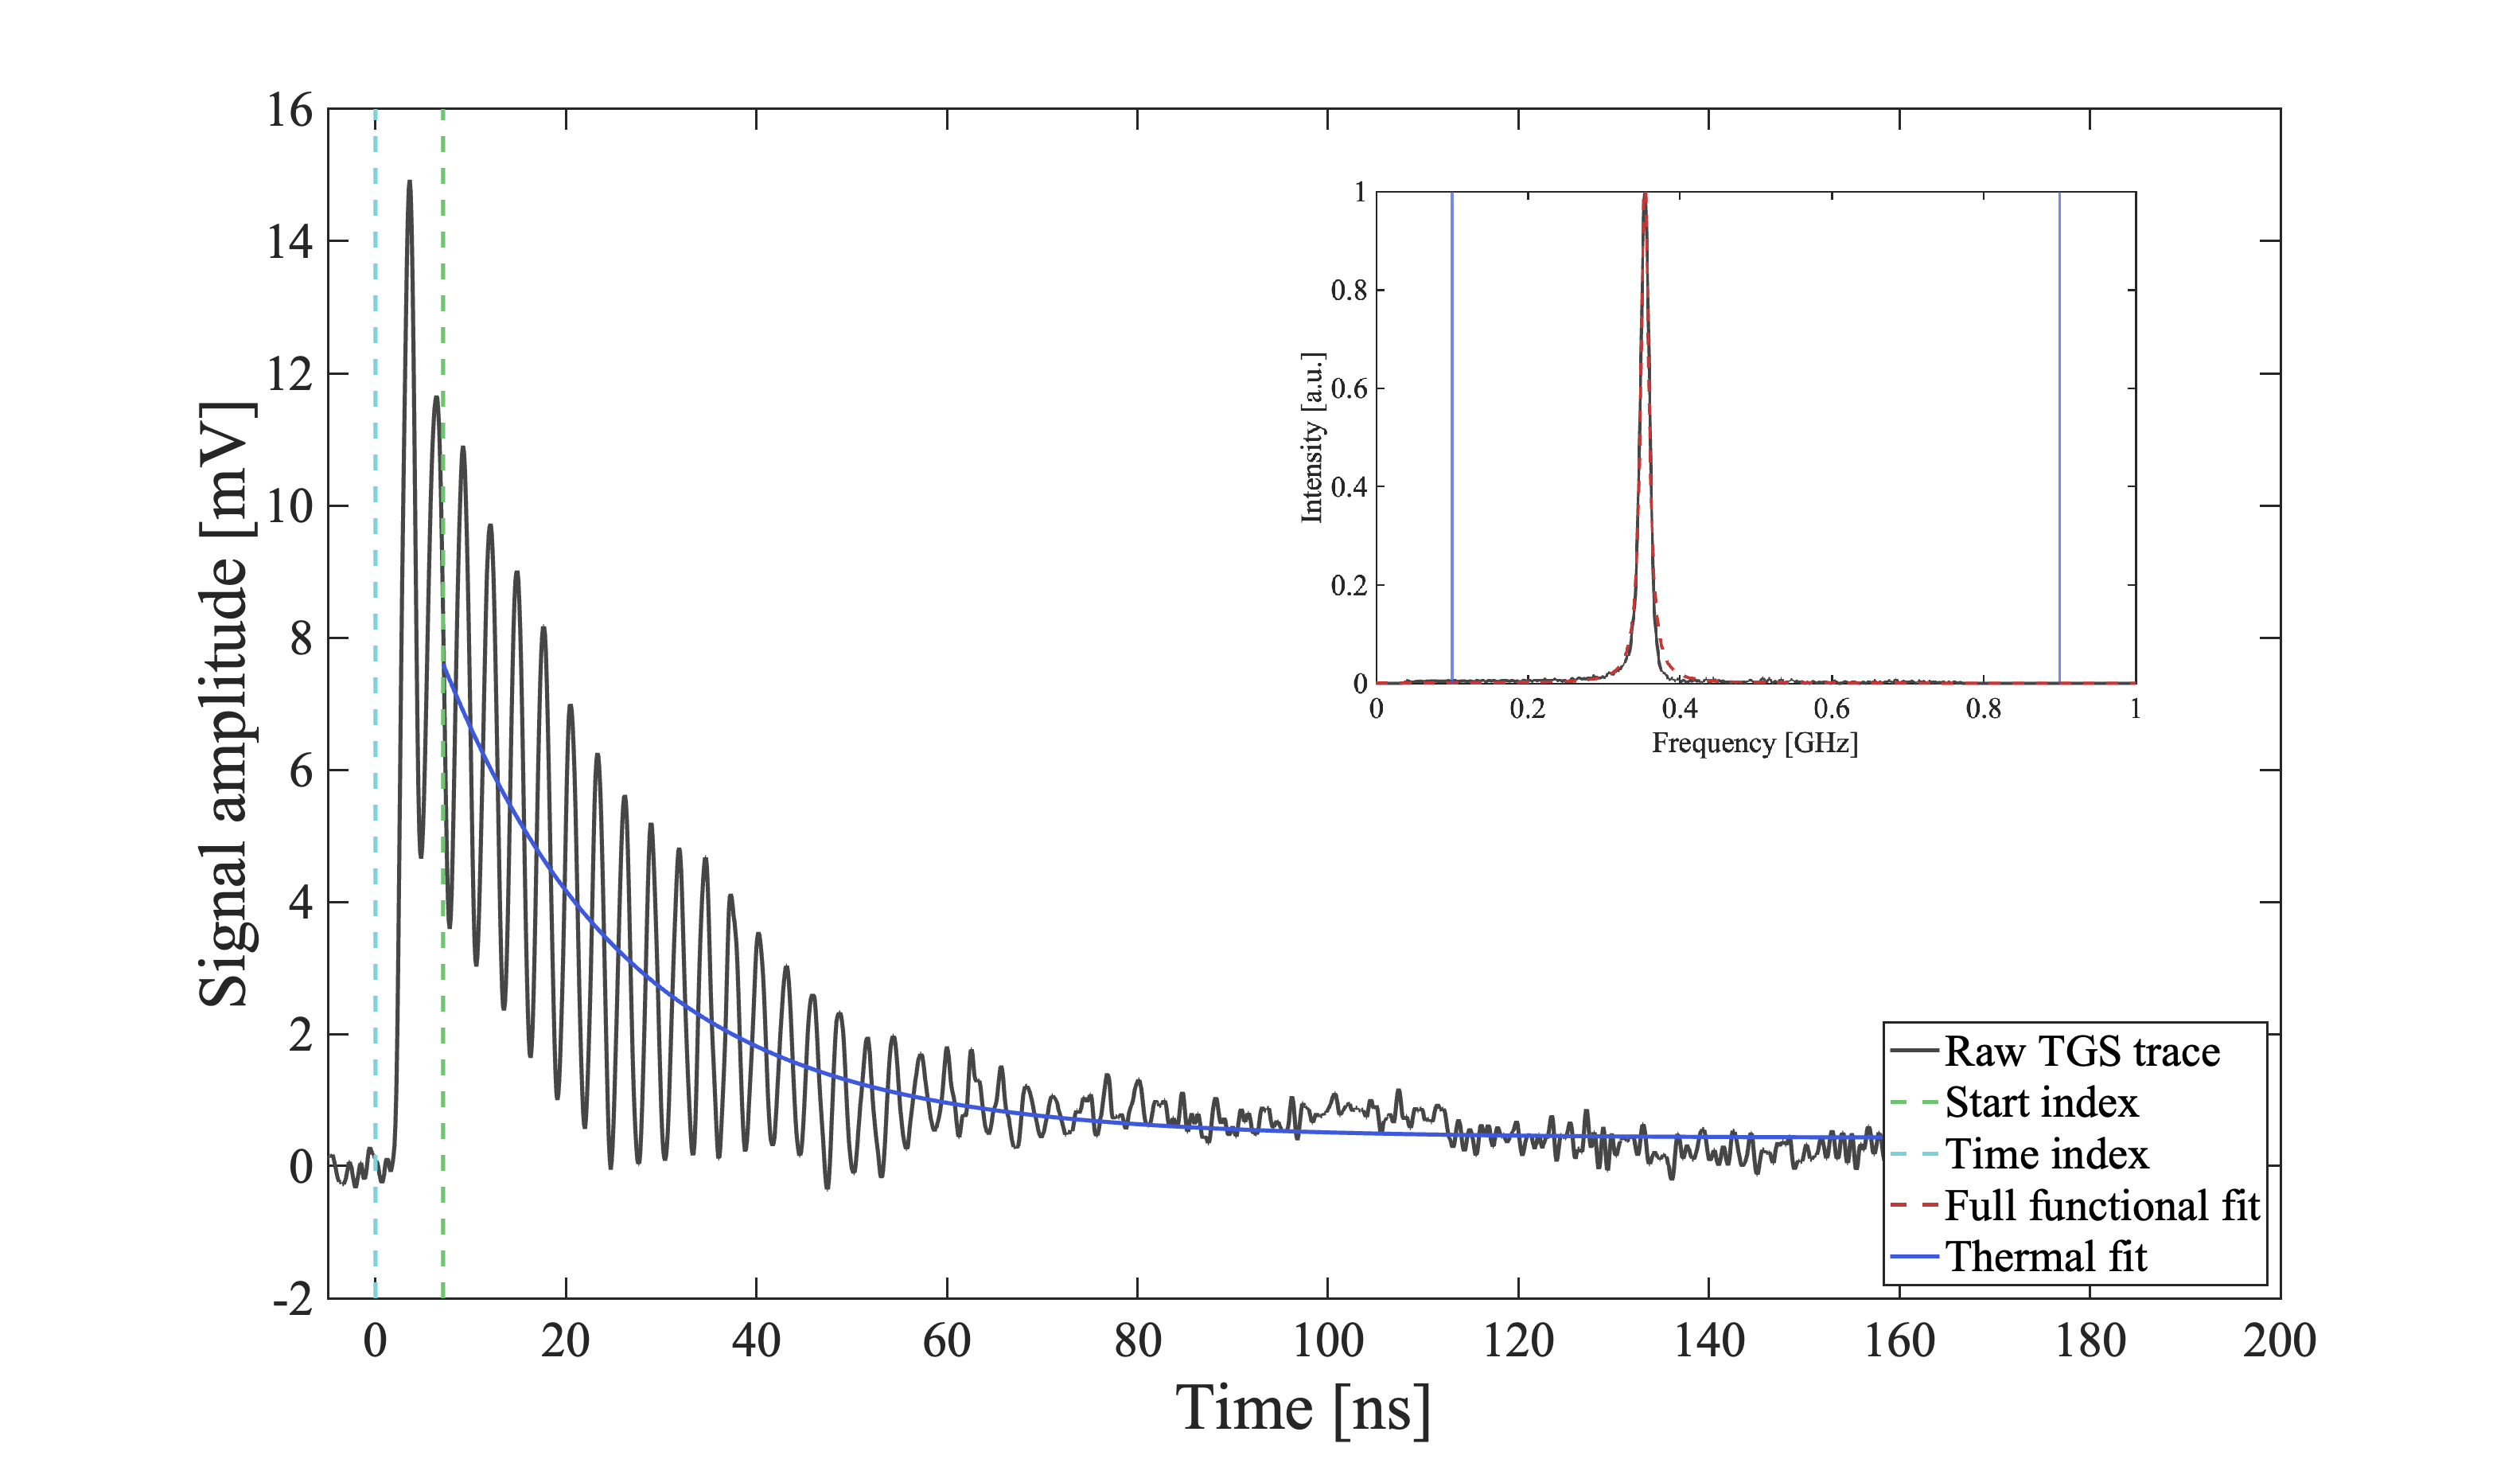 Signal amplitude [mV]
16
14
12
10
8
6
4
2
0
-2
0 20 40 60 80 100 120 140 160 180 200
Time [ns]
Intensity [a.u.]
1
0.8
0.6
0.4
0.2
0
0 0.2 0.4 0.6 0.8 1
Frequency [GHz]
Raw TGS trace
Start index
Time index
Full functional fit
Thermal fit